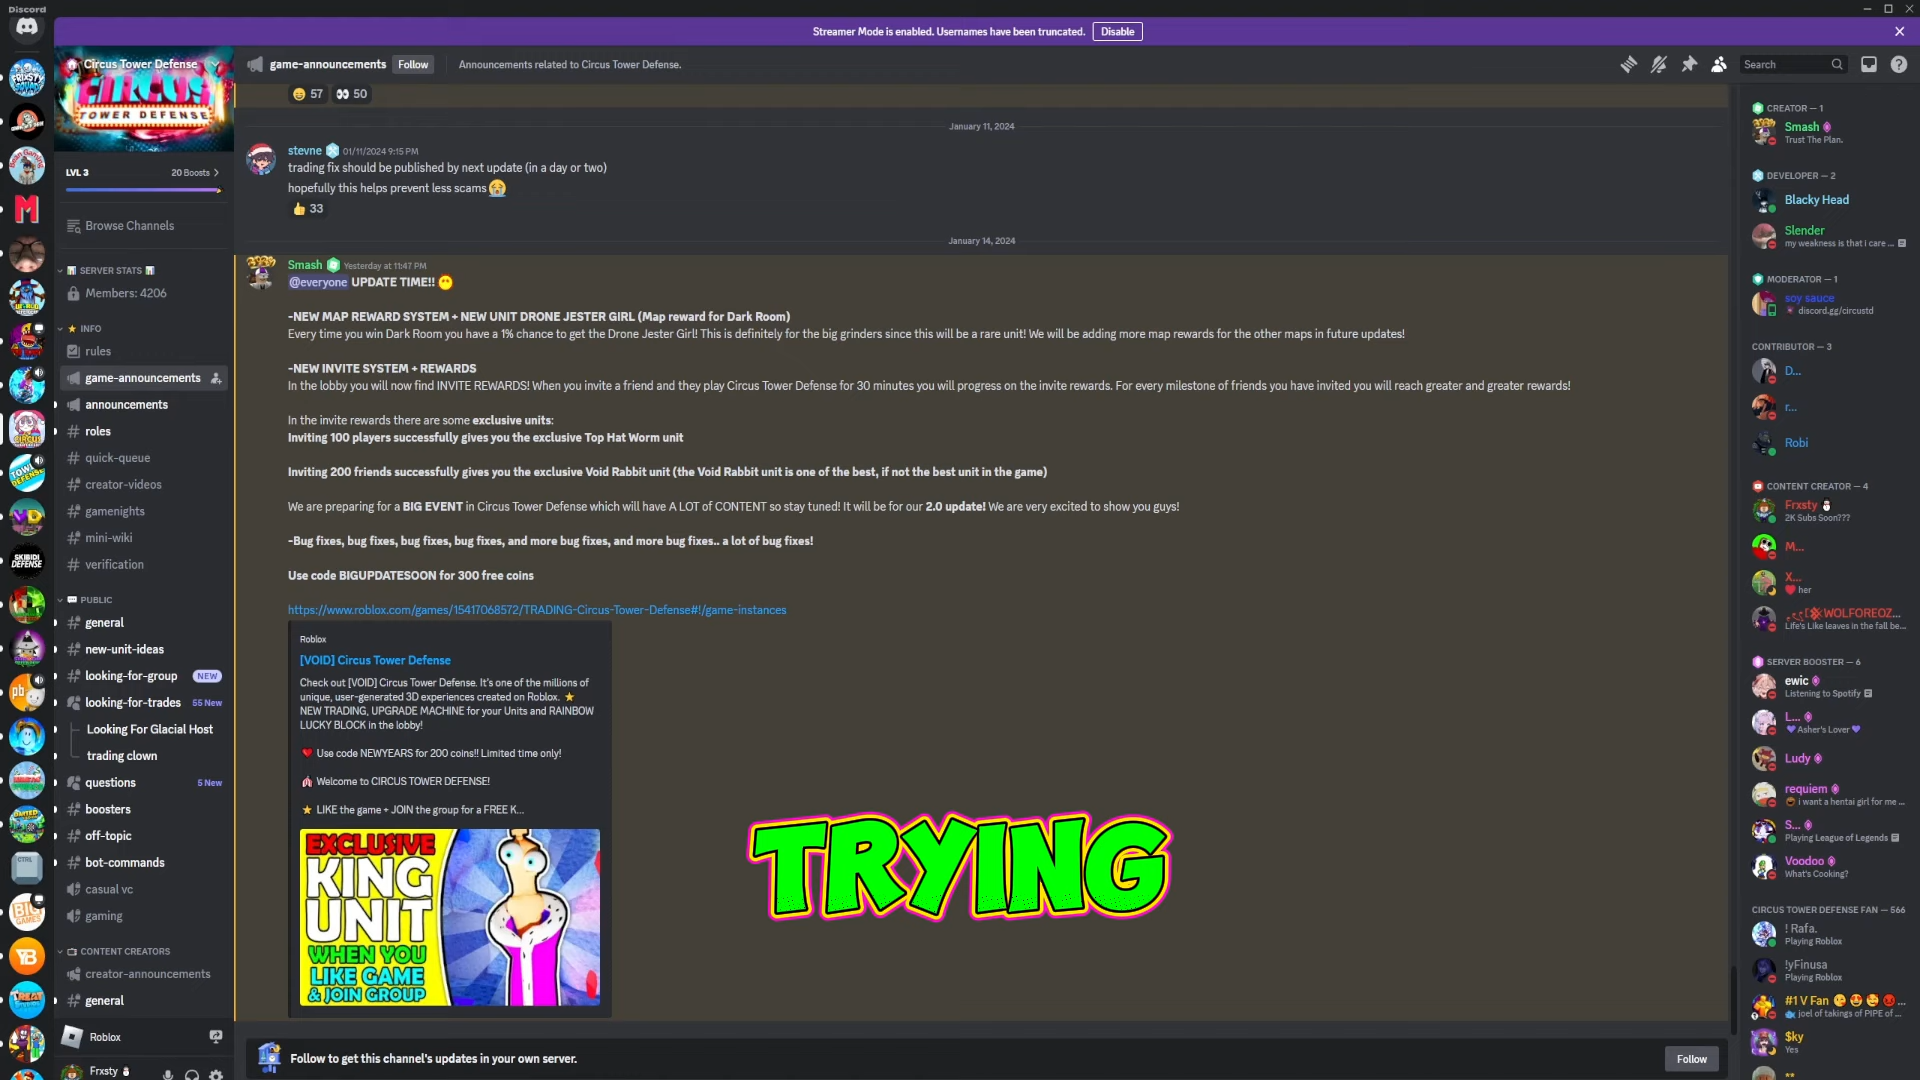 Discord
Streamer Mode is enabled. Usernames have been truncated. Disable
Circus Tower Defense
CIRCUS
TOWER DEFENSE
LVL 3 20 Boosts
Browse Channels
SERVER STATS
Members: 4206
INFO
rules
game-announcements
announcements
roles
quick-queue
creator-videos
gamenights
mini-wiki
verification
PUBLIC
general
new-unit-ideas
looking-for-group NEW
looking-for-trades 55 New
Looking For Glacial Host
trading clown
questions 5 New
boosters
off-topic
bot-commands
casual vc
gaming
CONTENT CREATORS
creator-announcements
general
Roblox
Frxsty
game-announcements Follow Announcements related to Circus Tower Defense.
Search
57 50
January 11, 2024
stevne 01/11/2024 9:15 PM
trading fix should be published by next update (in a day or two)
hopefully this helps prevent less scams
33
January 14, 2024
Smash Yesterday at 11:47 PM
@everyone UPDATE TIME!!
-NEW MAP REWARD SYSTEM + NEW UNIT DRONE JESTER GIRL (Map reward for Dark Room)
Every time you win Dark Room you have a 1% chance to get the Drone Jester Girl! This is definitely for the big grinders since this will be a rare unit! We will be adding more map rewards for the other maps in future updates!
-NEW INVITE SYSTEM + REWARDS
In the lobby you will now find INVITE REWARDS! When you invite a friend and they play Circus Tower Defense for 30 minutes you will progress on the invite rewards. For every milestone of friends you have invited you will reach greater and greater rewards!
In the invite rewards there are some exclusive units:
Inviting 100 players successfully gives you the exclusive Top Hat Worm unit
Inviting 200 friends successfully gives you the exclusive Void Rabbit unit (the Void Rabbit unit is one of the best, if not the best unit in the game)
We are preparing for a BIG EVENT in Circus Tower Defense which will have A LOT of CONTENT so stay tuned! It will be for our 2.0 update! We are very excited to show you guys!
-Bug fixes, bug fixes, bug fixes, bug fixes, and more bug fixes, and more bug fixes.. a lot of bug fixes!
Use code BIGUPDATESOON for 300 free coins
https://www.roblox.com/games/15417068572/TRADING-Circus-Tower-Defense#!/game-instances
Roblox
[VOID] Circus Tower Defense
Check out [VOID] Circus Tower Defense. It's one of the millions of
unique, user-generated 3D experiences created on Roblox.
NEW TRADING, UPGRADE MACHINE for your Units and RAINBOW
LUCKY BLOCK in the lobby!
Use code NEWYEARS for 200 coins!! Limited time only!
Welcome to CIRCUS TOWER DEFENSE!
LIKE the game + JOIN the group for a FREE K...
EXCLUSIVE
KING
UNIT
WHEN YOU
LIKE GAME
& JOIN GROUP
TRYING
Follow to get this channel's updates in your own server. Follow
CREATOR — 1
Smash
Trust The Plan.
DEVELOPER — 2
Blacky Head
Slender
my weakness is that i care ...
MODERATOR — 1
soy sauce
discord.gg/circustd
CONTRIBUTOR — 3
D...
r...
Robi
CONTENT CREATOR — 4
Frxsty
2K Subs Soon???
M...
X...
her
WOLFOREOZ...
Life's Like leaves in the fall be...
SERVER BOOSTER — 6
ewic
Listening to Spotify
L...
Asher's Lover
Ludy
requiem
i want a hentai girl for me ...
S...
Playing League of Legends
Voodoo
What's Cooking?
CIRCUS TOWER DEFENSE FAN — 566
! Rafa.
Playing Roblox
!yFinusa
Playing Roblox
#1 V Fan ...
joel of takings of PIPE of ...
$ky
Yes